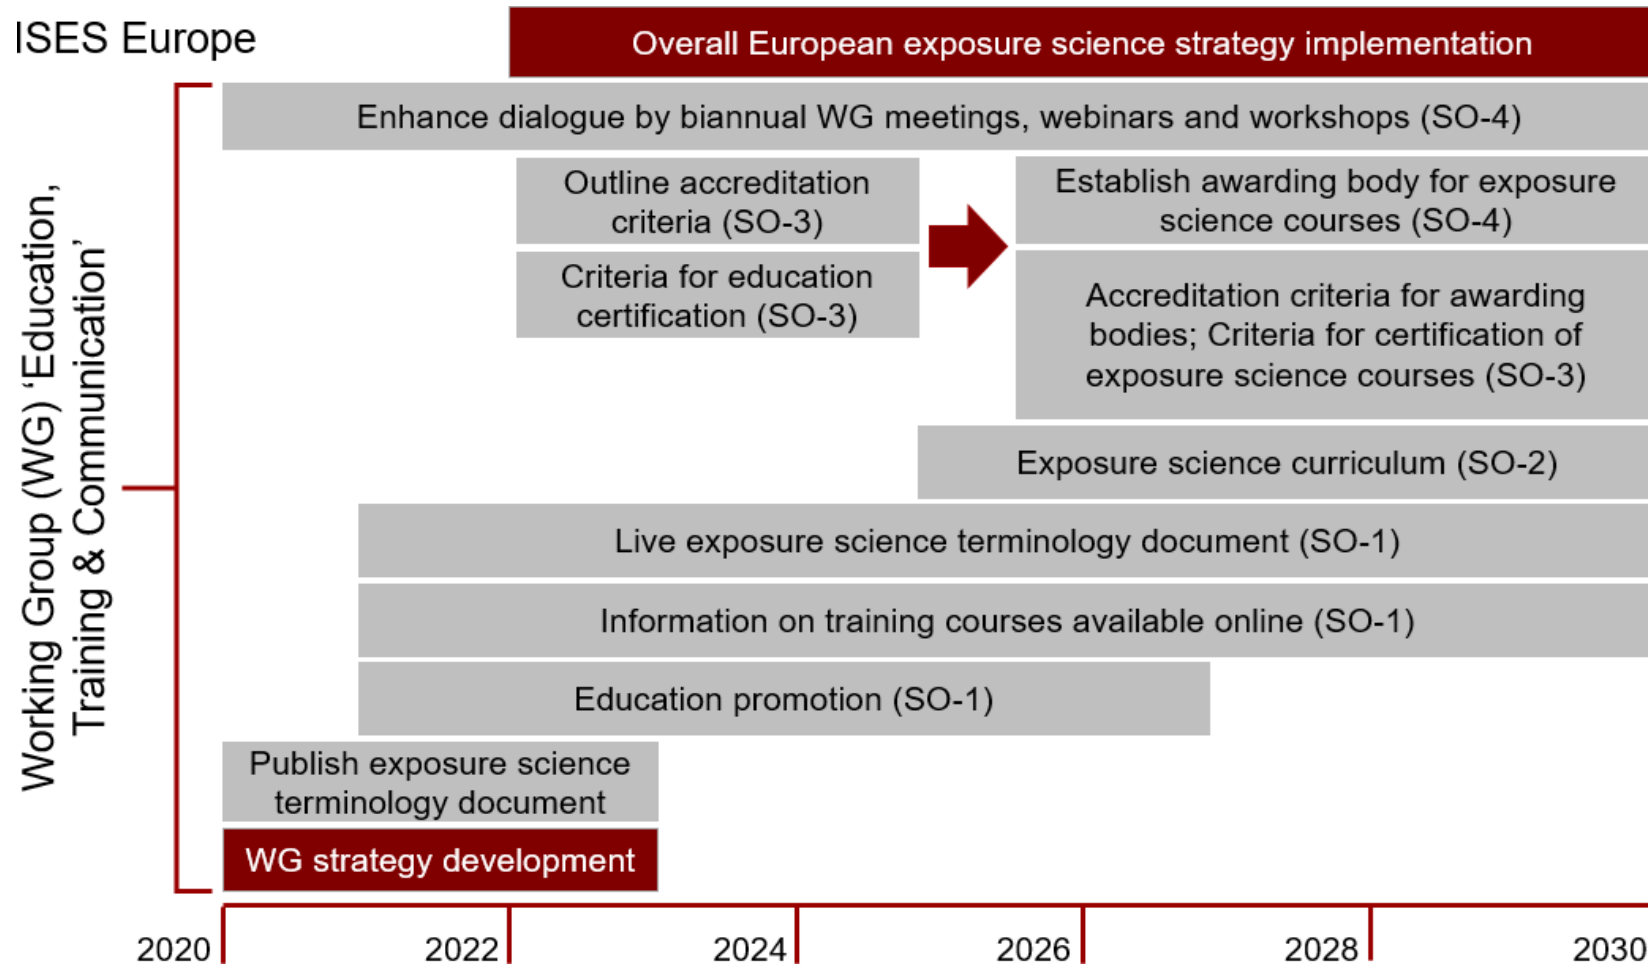 ISES Europe
Overall European exposure science strategy implementation
Working Group (WG) ‘Education,
Training & Communication’
Enhance dialogue by biannual WG meetings, webinars and workshops (SO-4)
Outline accreditation
criteria (SO-3)
Establish awarding body for exposure
science courses (SO-4)
Criteria for education
certification (SO-3)
Accreditation criteria for awarding
bodies; Criteria for certification of
exposure science courses (SO-3)
Exposure science curriculum (SO-2)
Live exposure science terminology document (SO-1)
Information on training courses available online (SO-1)
Education promotion (SO-1)
Publish exposure science
terminology document
WG strategy development
2020 2022 2024 2026 2028 2030